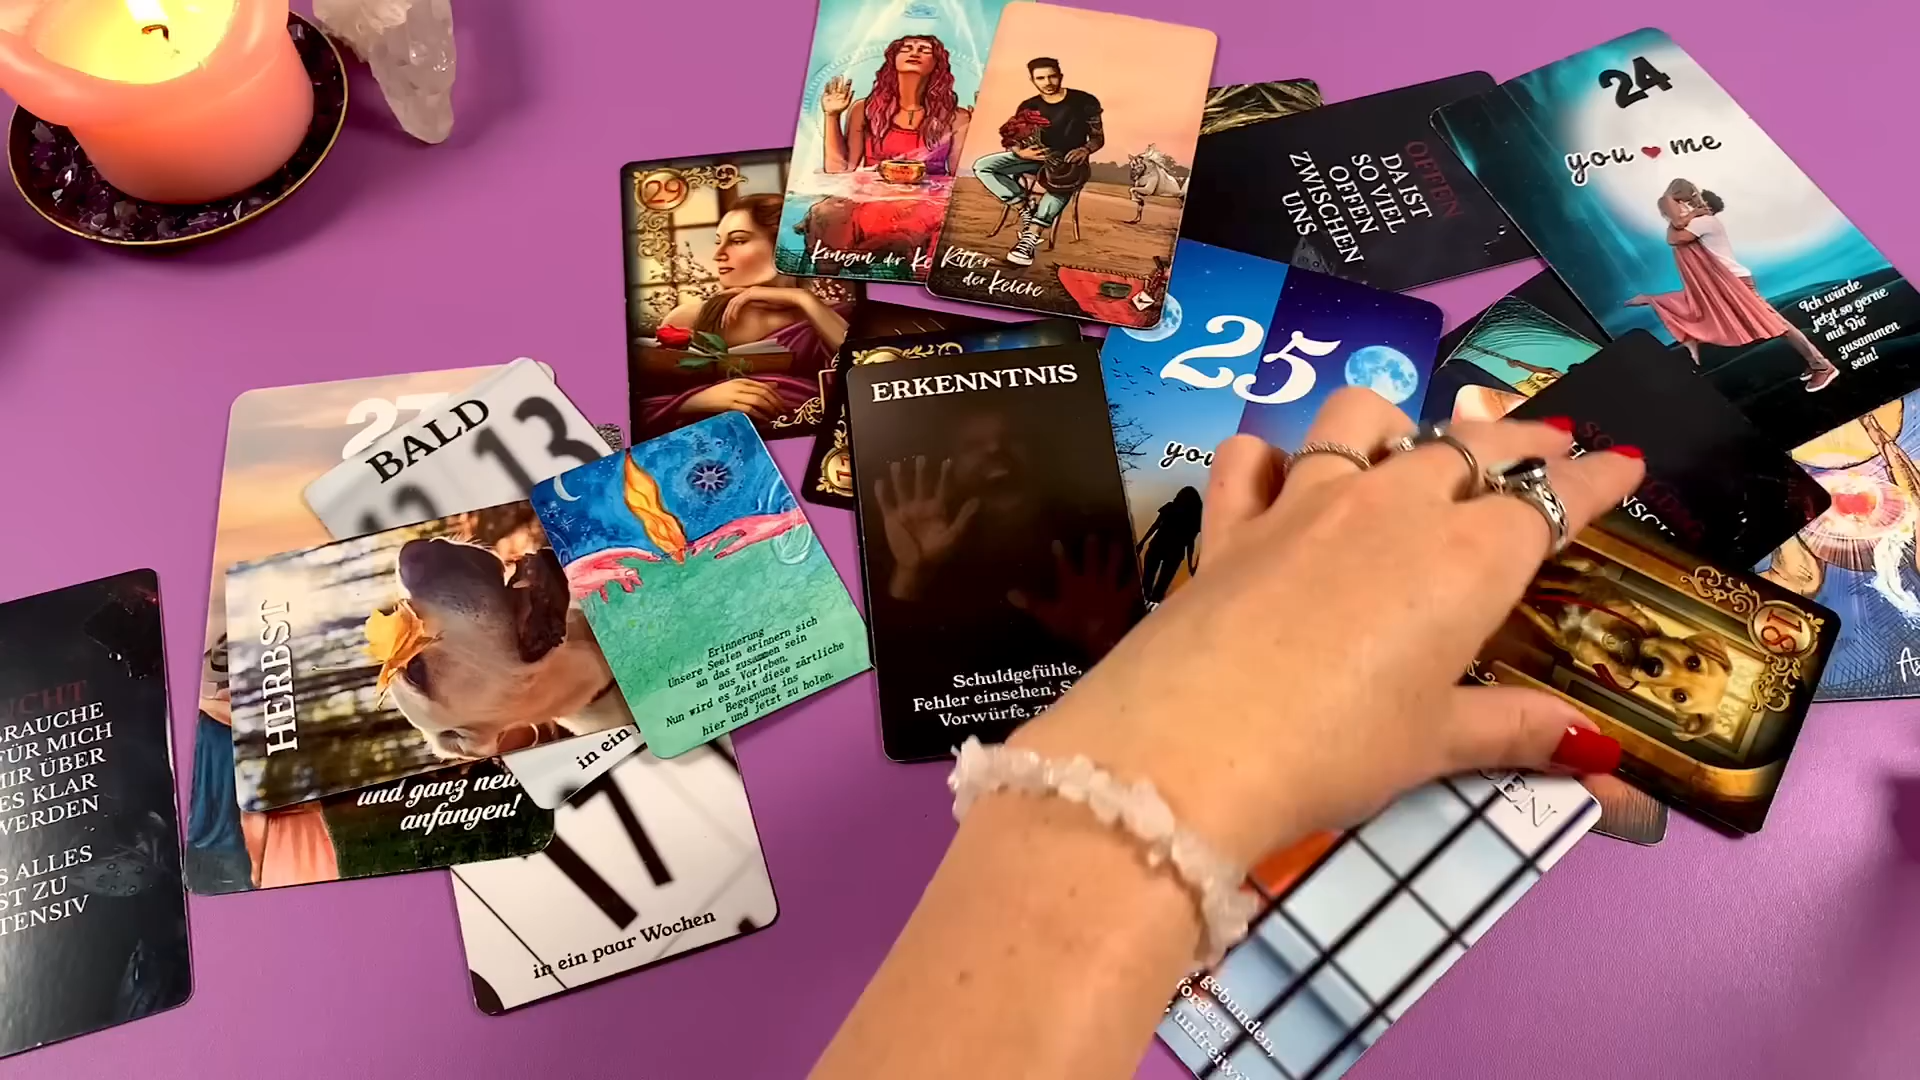 29
Königin der
Ritter
der Kelche
OFFEN
DA IST
SO VIEL
OFFEN
ZWISCHEN
UNS
24
you me
Ich würde
jetzt so gerne
mit Dir
zusammen
sein!
25
you
27
BALD
13
HERBST
Erinnerung
Unsere Seelen erinnern sich
an das zusammen sein
aus Vorleben.
Nun wird es Zeit diese zärtliche
Begegnung ins
hier und jetzt zu holen.
ERKENNTNIS
Schuldgefühle,
Fehler einsehen,
Vorwürfe,
18
in ein
und ganz neu
anfangen!
17
in ein paar Wochen
BRAUCHE
FÜR MICH
MIR ÜBER
ES KLAR
WERDEN
ALLES
ZU
gebunden,